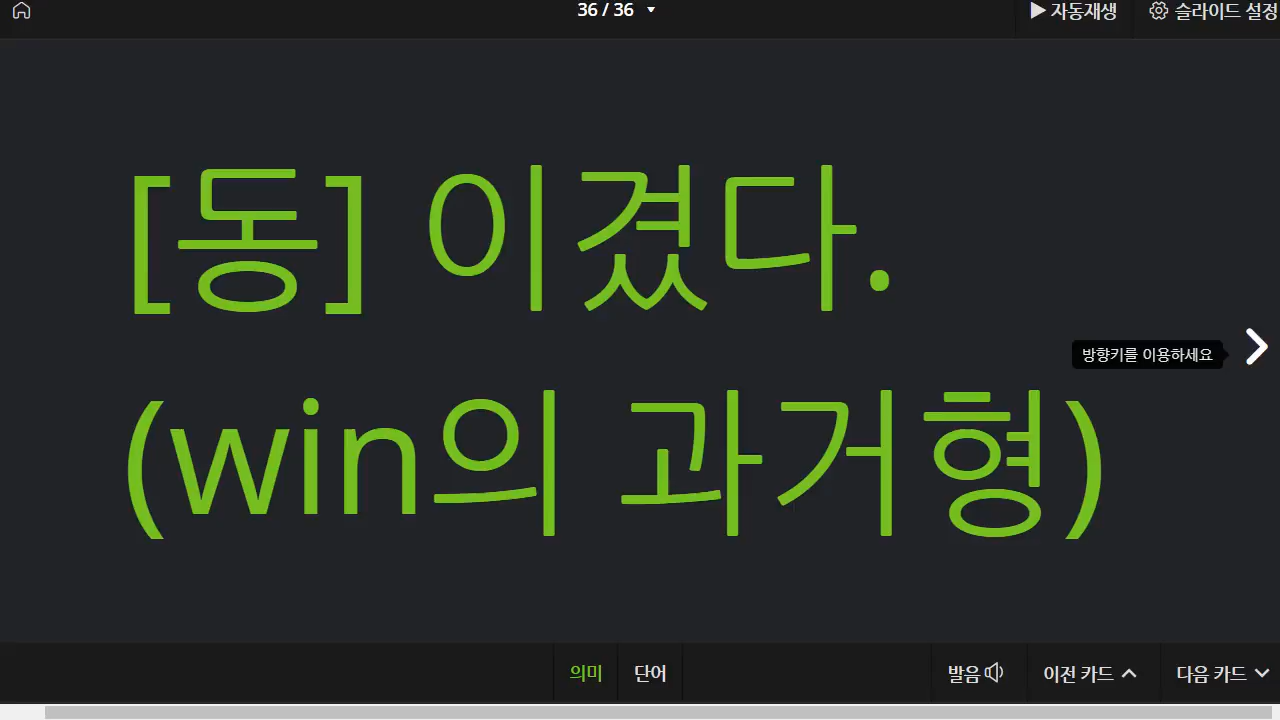 36 / 36
자동재생
슬라이드 설정
[동] 이겼다.
방향키를 이용하세요
(win의 과거형)
의미
단어
발음
이전 카드
다음 카드